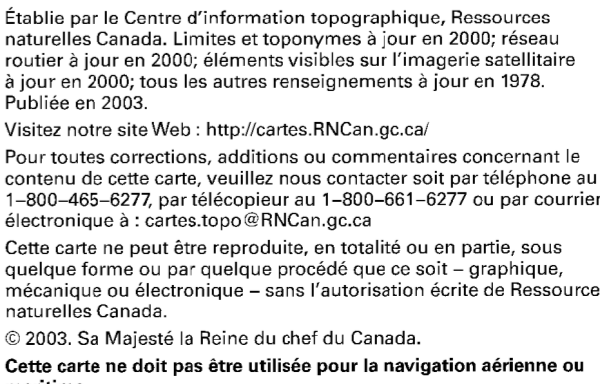 Établie par le Centre d'information topographique, Ressources
naturelles Canada. Limites et toponymes à jour en 2000; réseau
routier à jour en 2000; éléments visibles sur l'imagerie satellitaire
à jour en 2000; tous les autres renseignements à jour en 1978.
Publiée en 2003.
Visitez notre site Web : http://cartes.RNCan.gc.ca/
Pour toutes corrections, additions ou commentaires concernant le
contenu de cette carte, veuillez nous contacter soit par téléphone au
1–800–465–6277, par télécopieur au 1–800–661–6277 ou par courrier
électronique à : cartes.topo@RNCan.gc.ca
Cette carte ne peut être reproduite, en totalité ou en partie, sous
quelque forme ou par quelque procédé que ce soit – graphique,
mécanique ou électronique – sans l'autorisation écrite de Ressource
naturelles Canada.
© 2003. Sa Majesté la Reine du chef du Canada.
Cette carte ne doit pas être utilisée pour la navigation aérienne ou